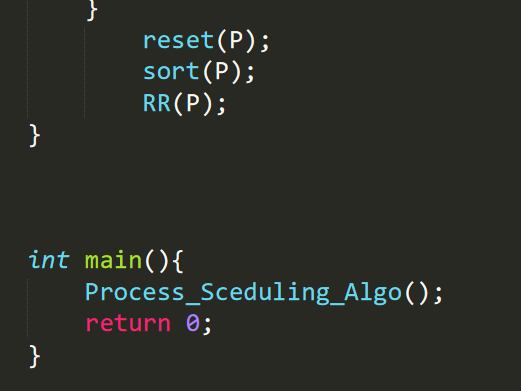 }
reset(P);
sort(P);
RR(P);
}
int main(){
Process_Sceduling_Algo();
return 0;
}